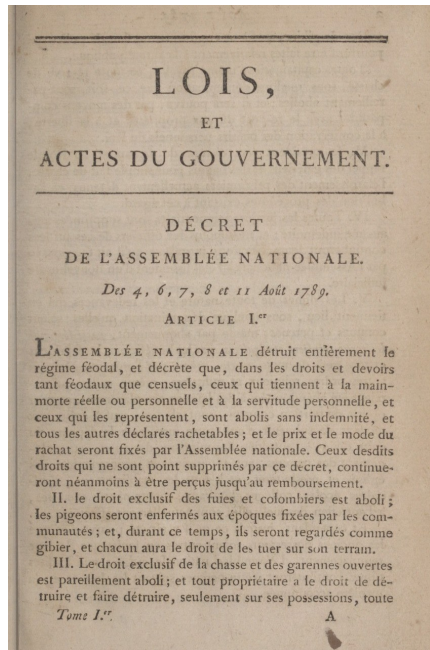 LOIS,
ET
ACTES DU GOUVERNEMENT.
DÉCRET
DE L'ASSEMBLÉE NATIONALE.
Des 4, 6, 7, 8 et 11 Août 1789.
ARTICLE I.er
L'ASSEMBLÉE NATIONALE détruit entièrement le
régime féodal, et décrète que, dans les droits et devoirs
tant féodaux que censuels, ceux qui tiennent à la main-
morte réelle ou personnelle et à la servitude personnelle, et
ceux qui les représentent, sont abolis sans indemnité, et
tous les autres déclarés rachetables; et le prix et le mode du
rachat seront fixés par l'Assemblée nationale. Ceux desdits
droits qui ne sont point supprimés par ce decret, continue-
ront néanmoins à être perçus jusqu'au remboursement.
II. le droit exclusif des fuies et colombiers est aboli;
les pigeons seront enfermés aux époques fixées par les com-
munautés; et, durant ce temps, ils seront regardés comme
gibier, et chacun aura le droit de les tuer sur son terrain.
III. Le droit exclusif de la chasse et des garennes ouvertes
est pareillement aboli; et tout propriétaire a le droit de dé-
truire et faire détruire, seulement sur ses possessions, toute
Tome I.er A